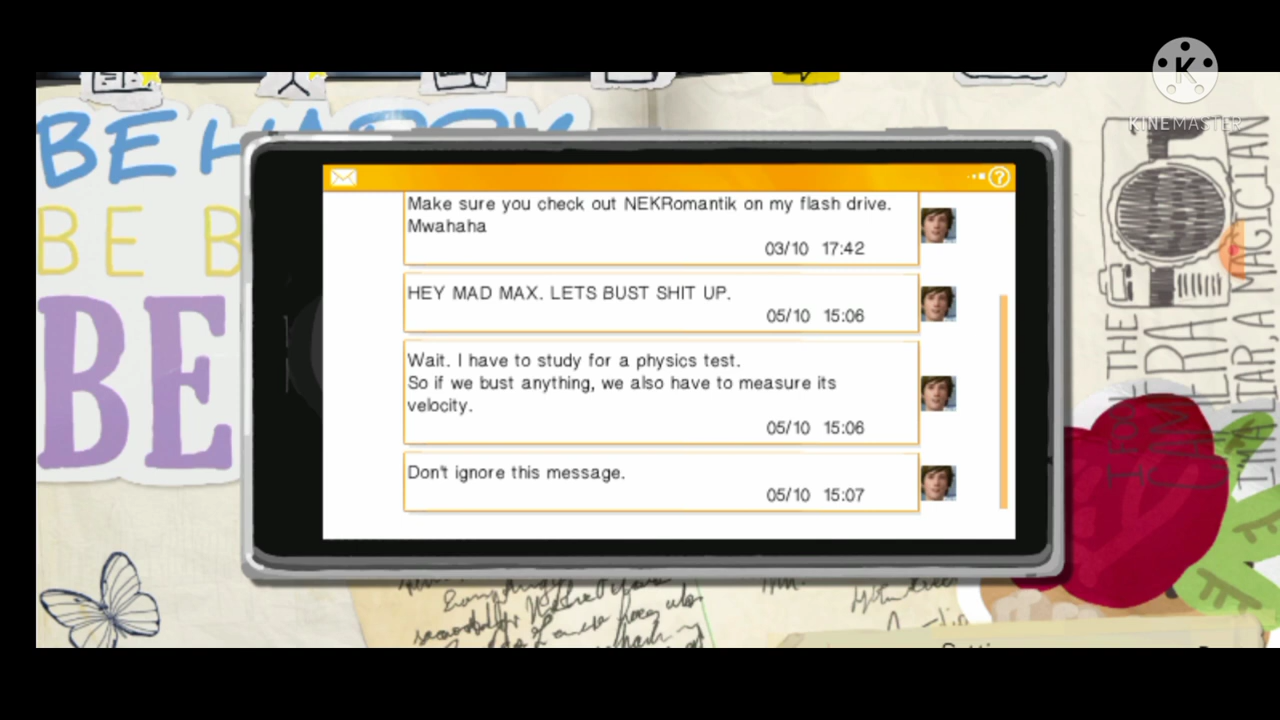 KINEMASTER
BE HAPPY
BE B
BE
Make sure you check out NEKRomantik on my flash drive.
Mwahaha
03/10 17:42
HEY MAD MAX. LETS BUST SHIT UP.
05/10 15:06
Wait. I have to study for a physics test.
So if we bust anything, we also have to measure its
velocity.
05/10 15:06
Don't ignore this message.
05/10 15:07
THE
CAMERA
A MAGICIAN